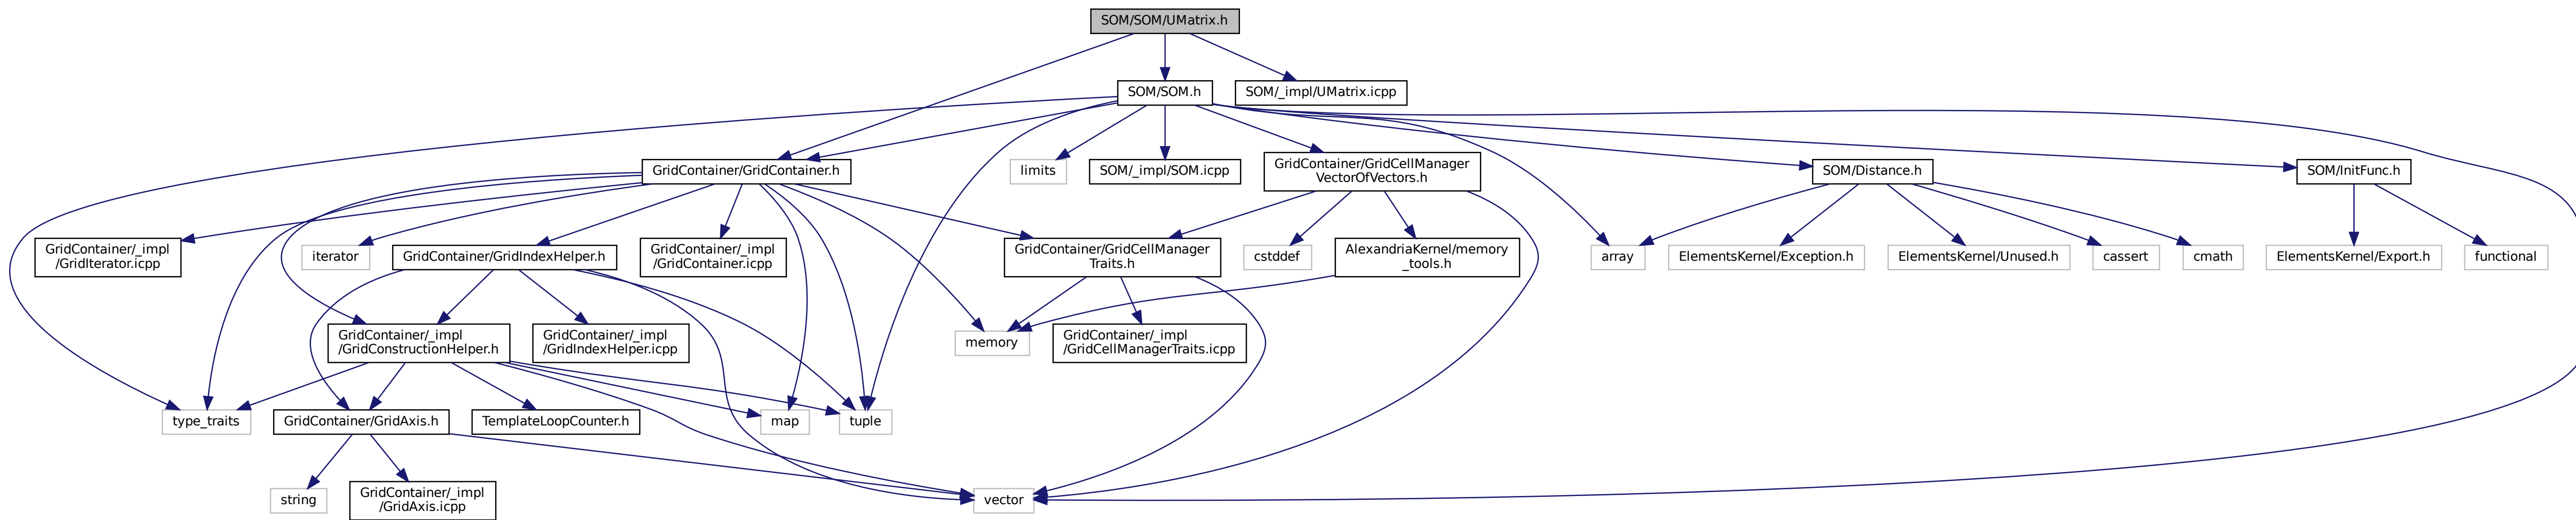 SOM/SOM/UMatrix.h
SOM/SOM.h
SOM/_impl/UMatrix.icpp
GridContainer/GridContainer.h
limits
SOM/_impl/SOM.icpp
GridContainer/GridCellManager
VectorOfVectors.h
SOM/Distance.h
SOM/InitFunc.h
GridContainer/_impl
/GridIterator.icpp
iterator
GridContainer/GridIndexHelper.h
GridContainer/_impl
/GridContainer.icpp
GridContainer/GridCellManager
Traits.h
cstddef
AlexandriaKernel/memory
_tools.h
array
ElementsKernel/Exception.h
ElementsKernel/Unused.h
cassert
cmath
ElementsKernel/Export.h
functional
GridContainer/_impl
/GridConstructionHelper.h
GridContainer/_impl
/GridIndexHelper.icpp
memory
GridContainer/_impl
/GridCellManagerTraits.icpp
type_traits
GridContainer/GridAxis.h
TemplateLoopCounter.h
map
tuple
string
GridContainer/_impl
/GridAxis.icpp
vector